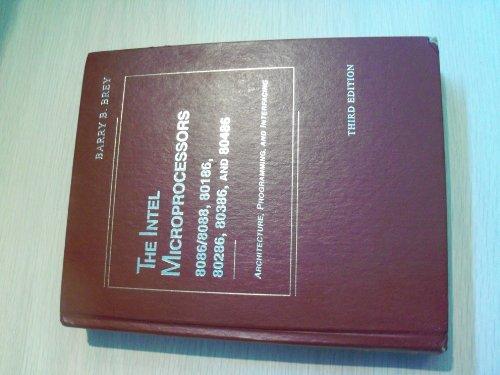 BARRY B. BREY
THE INTEL
MICROPROCESSORS
8086/8088, 80186,
80286, 80386, AND 80486
ARCHITECTURE, PROGRAMMING, AND INTERFACING
THIRD EDITION